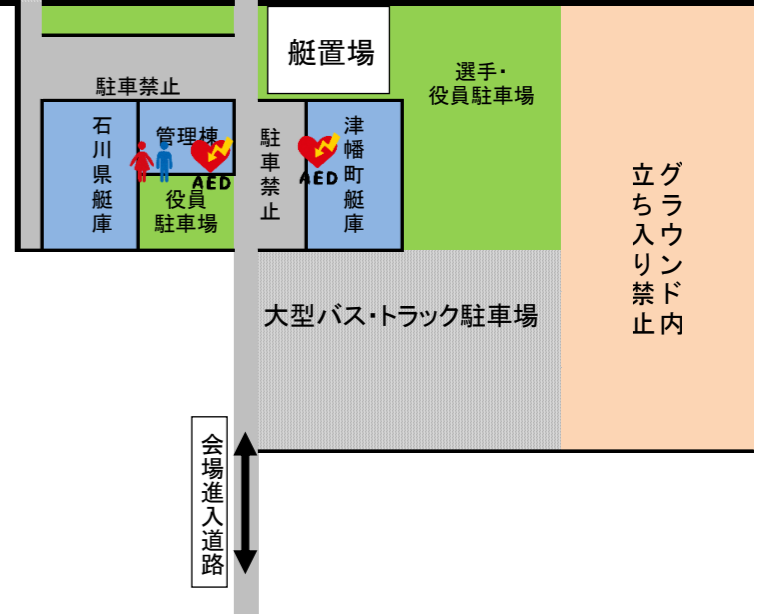 艇置場
選手・
役員駐車場
駐車禁止
石川県艇庫
管理棟
AED
役員
駐車場
駐車禁止
AED
津幡町艇庫
グラウンド内
立ち入り禁止
大型バス・トラック駐車場
会場進入道路